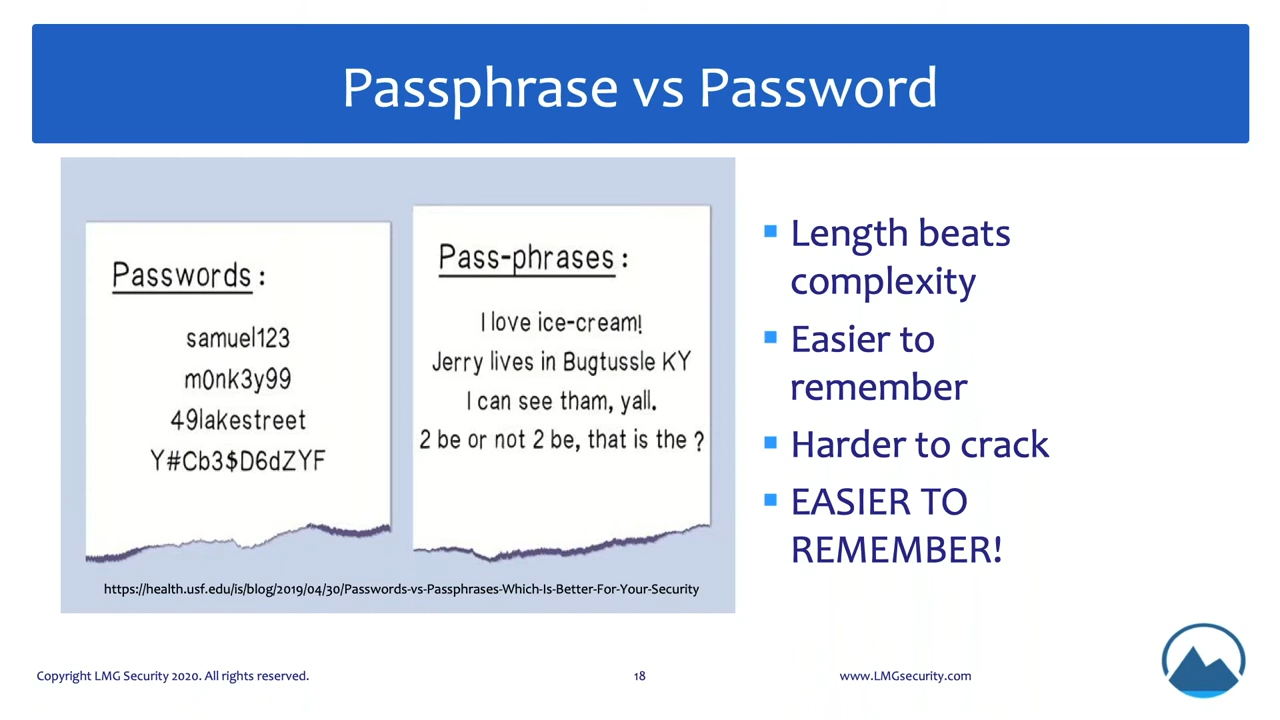 Passphrase vs Password
Passwords:
samuel123
m0nk3y99
49lakestreet
Y#Cb3$D6dZYF
Pass-phrases:
I love ice-cream!
Jerry lives in Bugtussle KY
I can see tham, yall.
2 be or not 2 be, that is the ?
https://health.usf.edu/is/blog/2019/04/30/Passwords-vs-Passphrases-Which-Is-Better-For-Your-Security
Length beats
complexity
Easier to
remember
Harder to crack
EASIER TO
REMEMBER!
Copyright LMG Security 2020. All rights reserved.
18
www.LMGsecurity.com